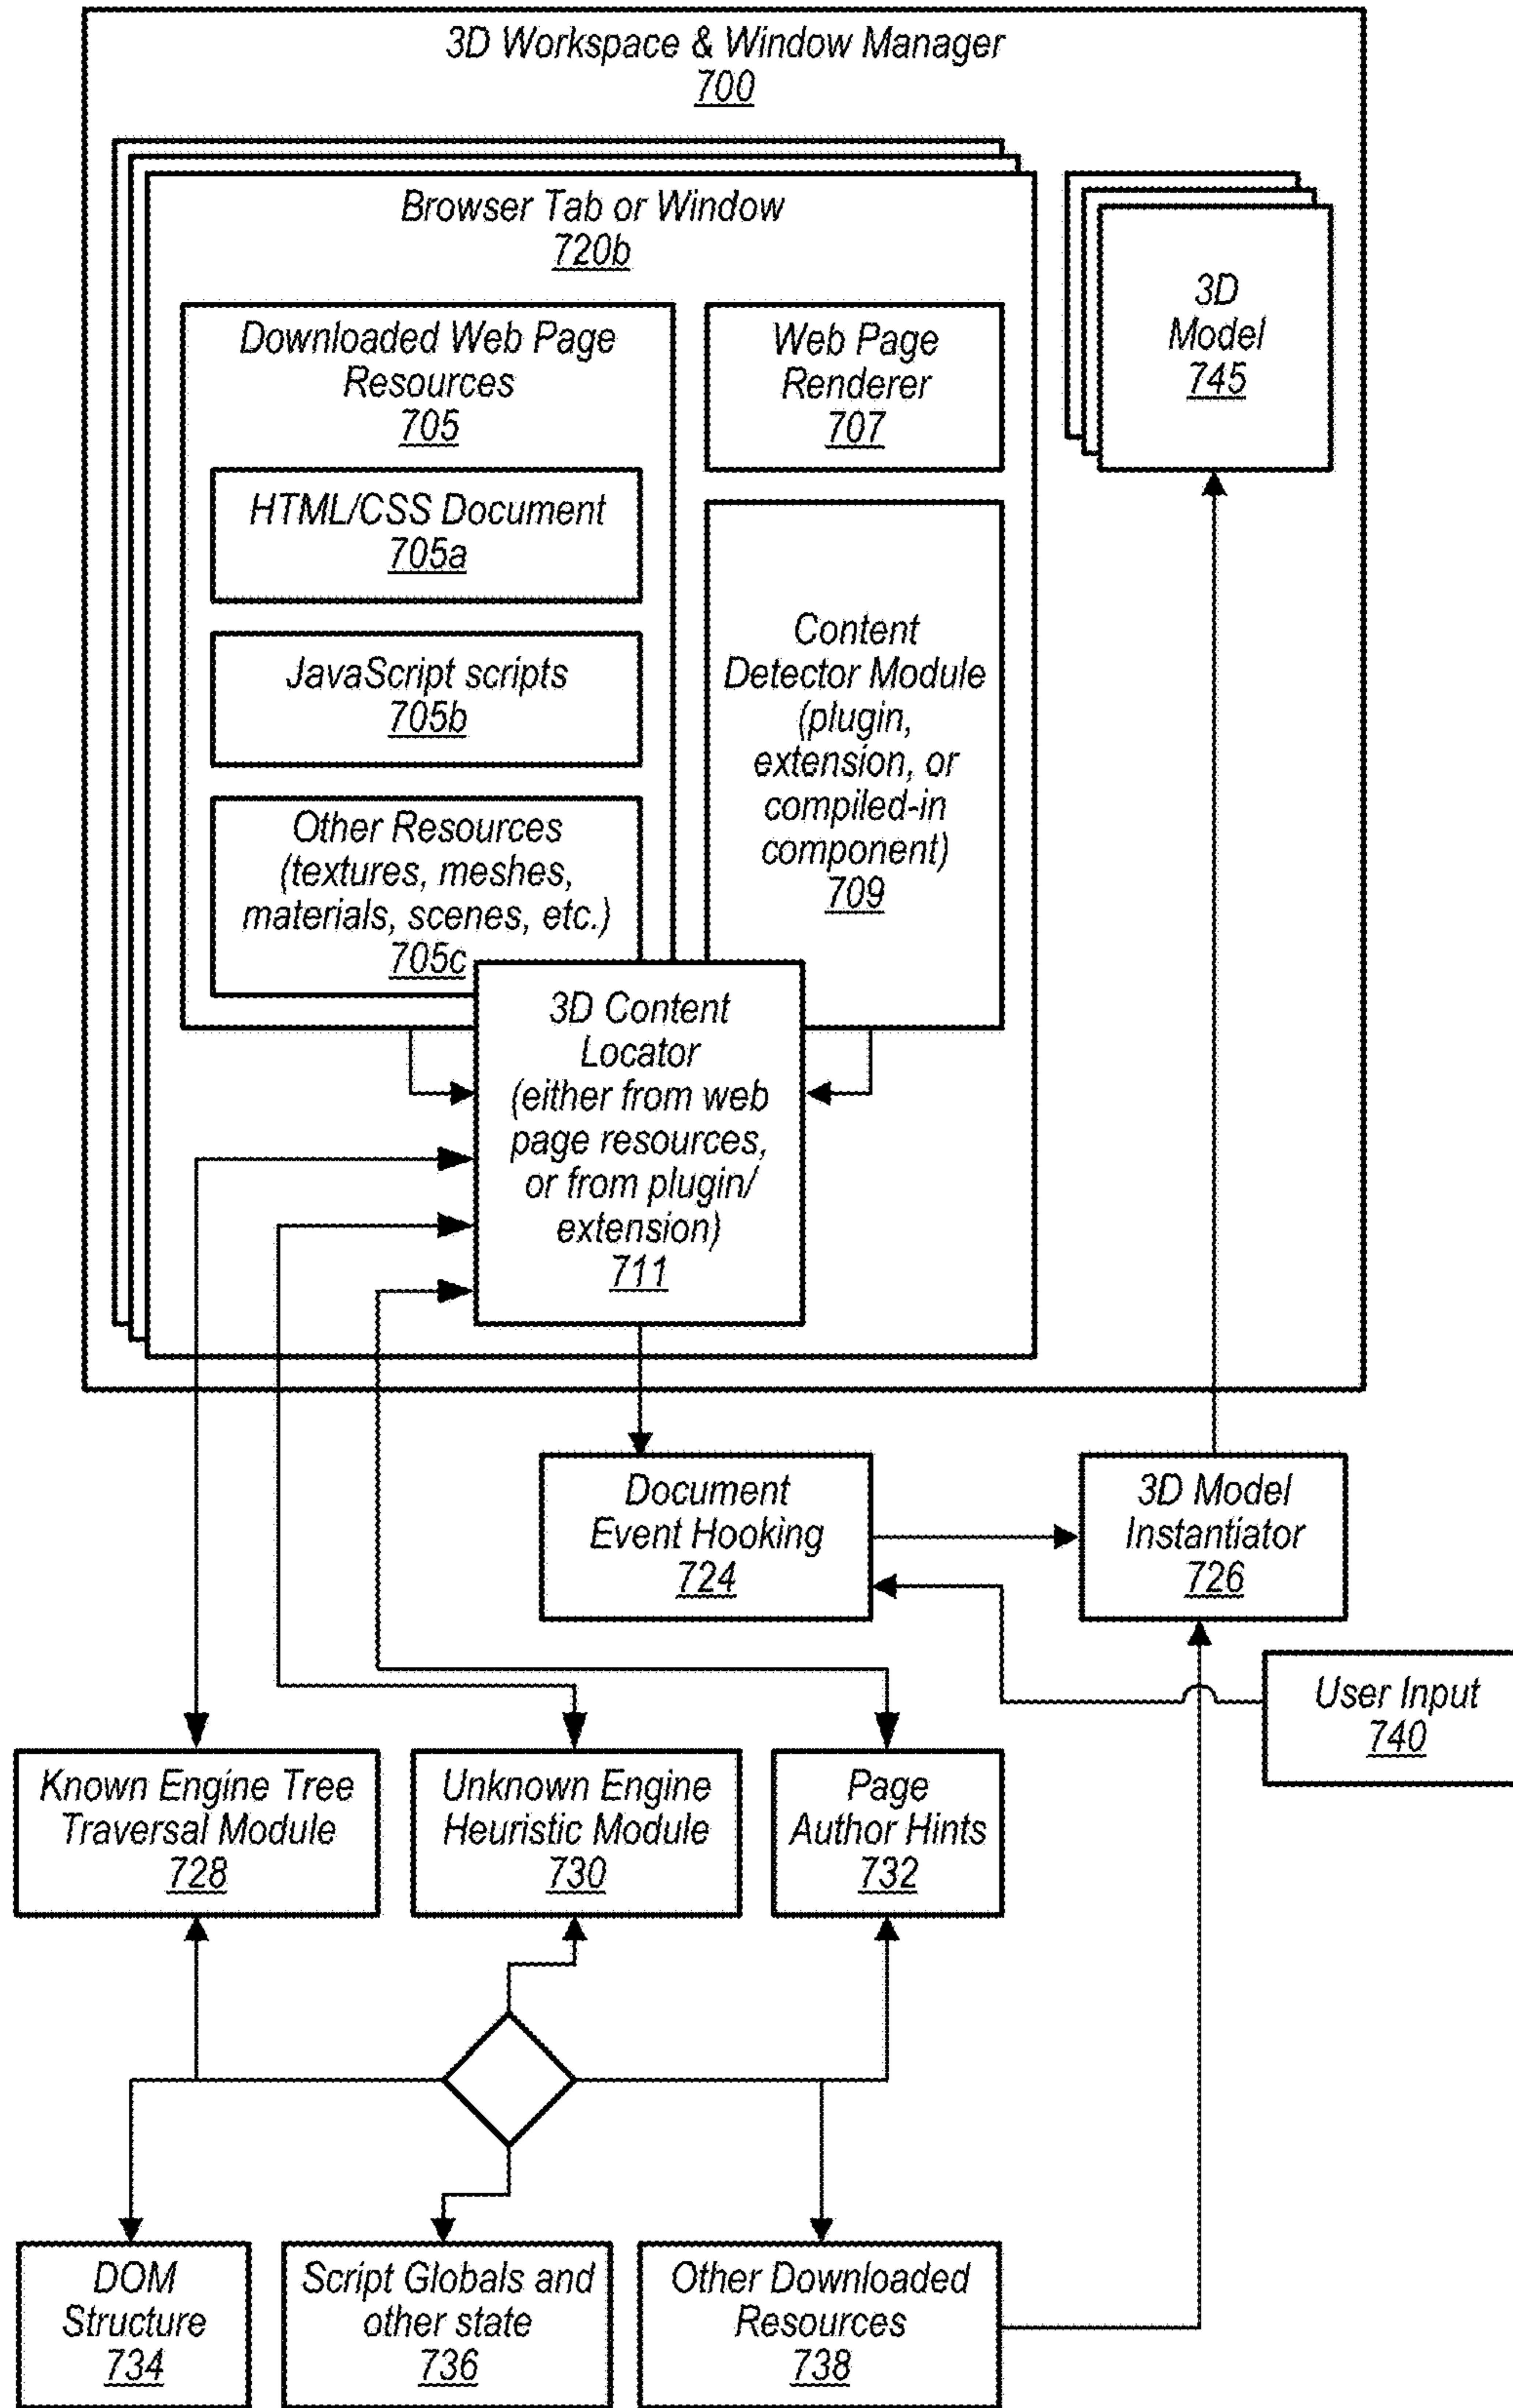 3D Workspace & Window Manager
700
Browser Tab or Window
720b
Downloaded Web Page
Resources
705
HTML/CSS Document
705a
JavaScript scripts
705b
Other Resources
(textures, meshes,
materials, scenes, etc.)
705c
Web Page
Renderer
707
Content
Detector Module
(plugin,
extension, or
compiled-in
component)
709
3D Content
Locator
(either from web
page resources,
or from plugin/
extension)
711
3D
Model
745
Document
Event Hooking
724
3D Model
Instantiator
726
User Input
740
Known Engine Tree
Traversal Module
728
Unknown Engine
Heuristic Module
730
Page
Author Hints
732
DOM
Structure
734
Script Globals and
other state
736
Other Downloaded
Resources
738